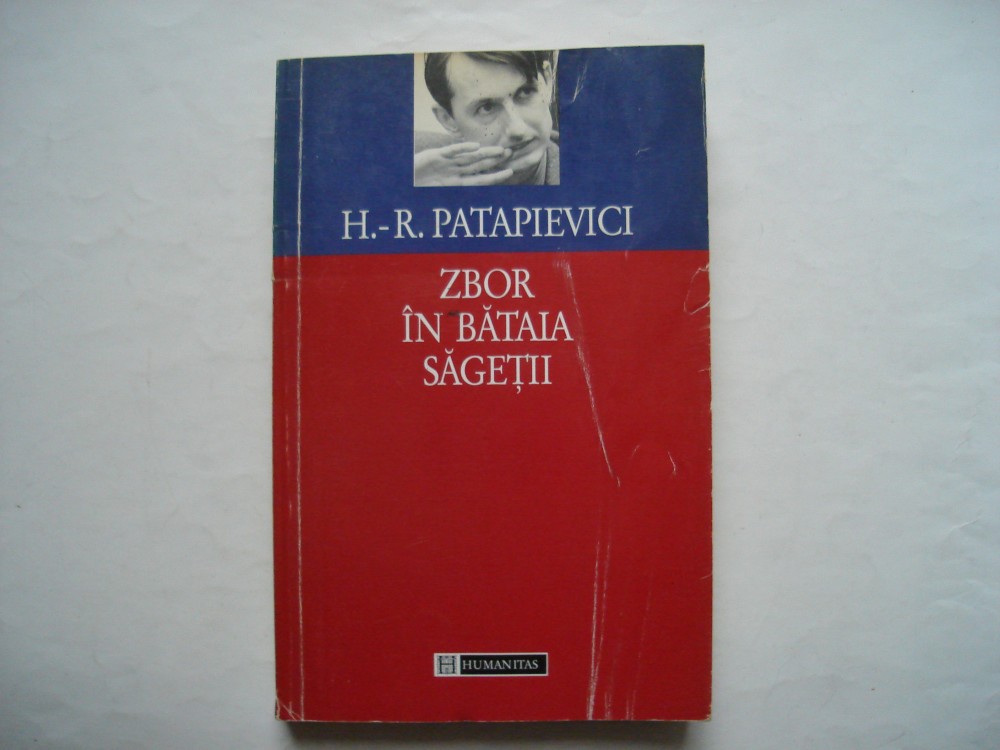 H.-R. PATAPIEVICI
ZBOR
ÎN BĂTAIA
SĂGEȚII
HUMANITAS